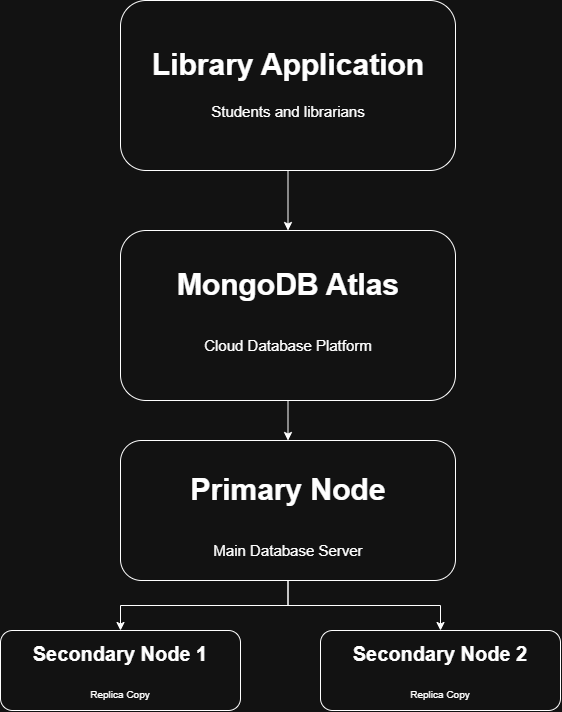 Library Application
Students and librarians
MongoDB Atlas
Cloud Database Platform
Primary Node
Main Database Server
Secondary Node 1
Replica Copy
Secondary Node 2
Replica Copy